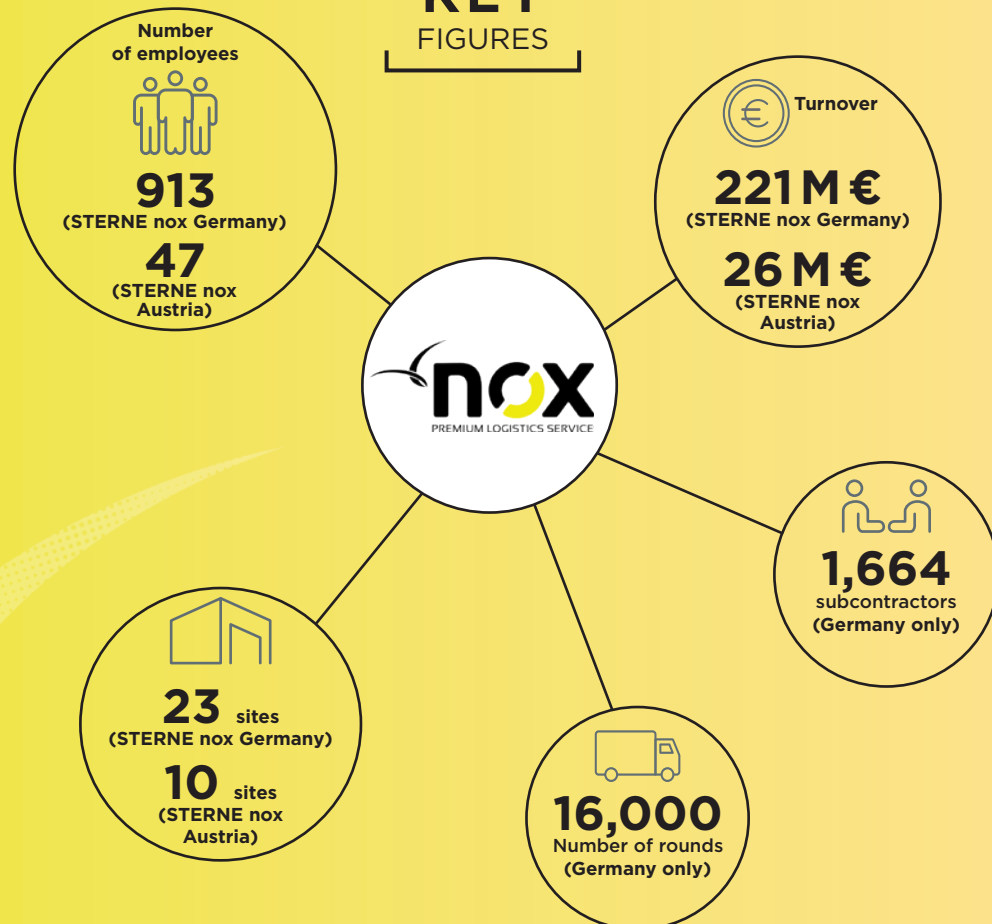 KEY
FIGURES
Number
of employees
913
(STERNE nox Germany)
47
(STERNE nox
Austria)
€ Turnover
221 M €
(STERNE nox Germany)
26 M €
(STERNE nox
Austria)
nox
PREMIUM LOGISTICS SERVICE
1,664
subcontractors
(Germany only)
23 sites
(STERNE nox Germany)
10 sites
(STERNE nox
Austria)
16,000
Number of rounds
(Germany only)